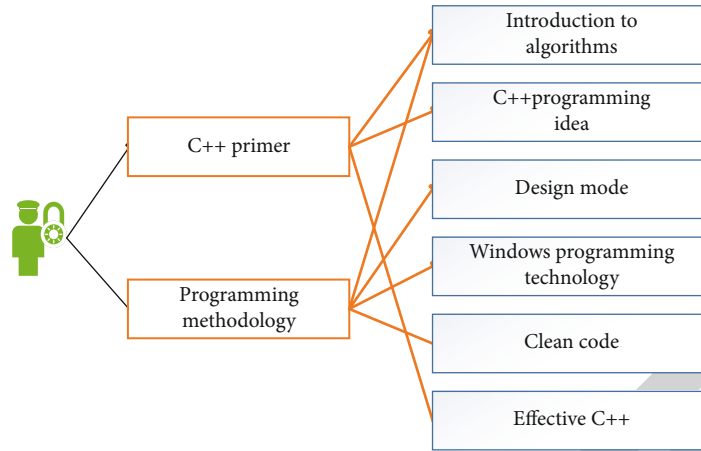 C++ primer
Programming
methodology
Introduction to
algorithms
C++programming
idea
Design mode
Windows programming
technology
Clean code
Effective C++